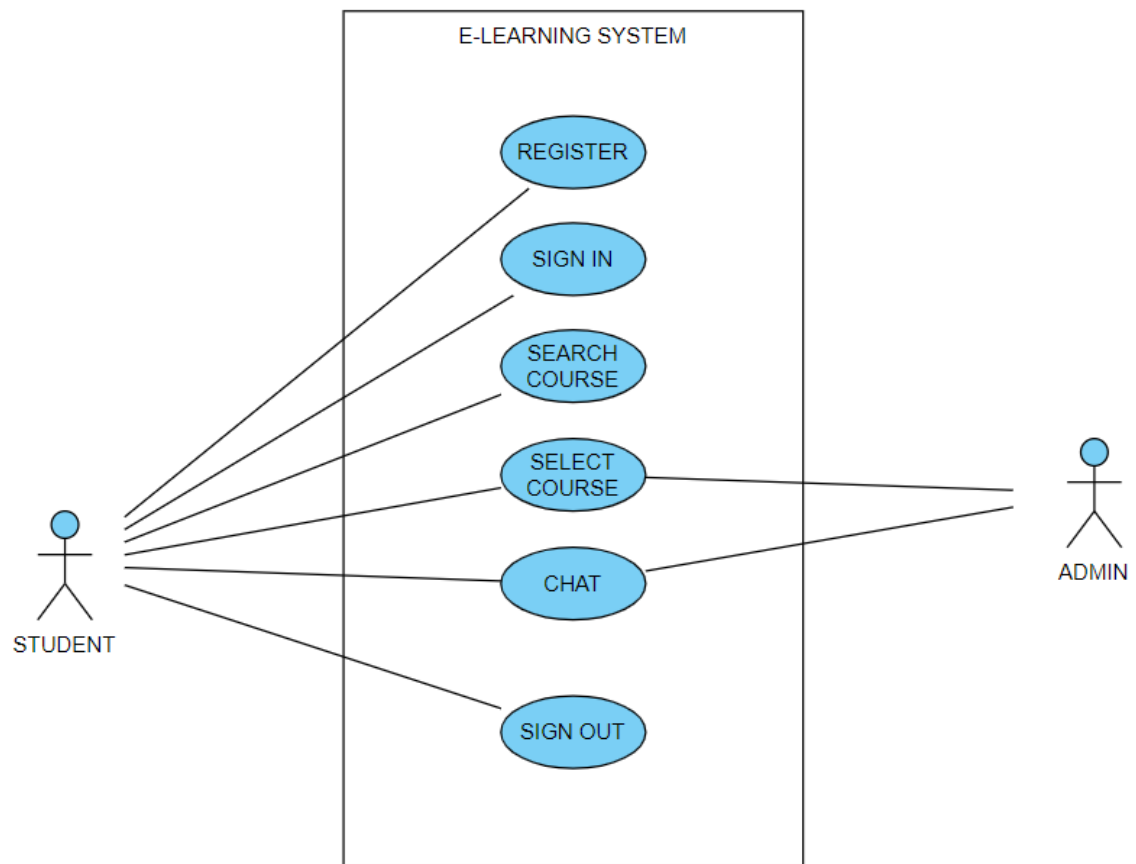 E-LEARNING SYSTEM
REGISTER
SIGN IN
SEARCH
COURSE
SELECT
COURSE
CHAT
SIGN OUT
STUDENT
ADMIN